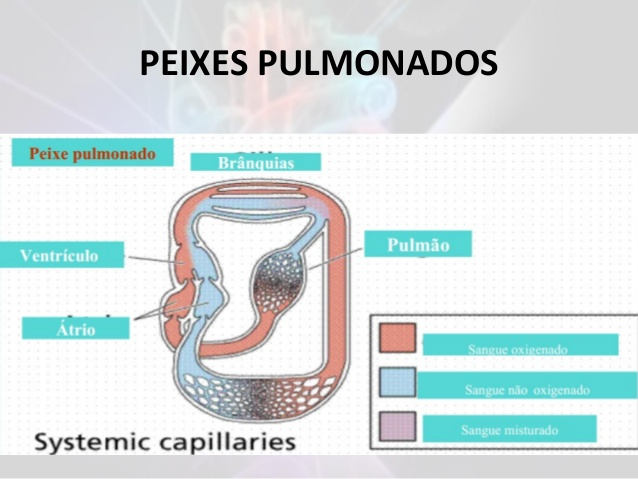 PEIXES PULMONADOS
Peixe pulmonado
Brânquias
Pulmão
Ventrículo
Átrio
Sangue oxigenado
Sangue não oxigenado
Sangue misturado
Systemic capillaries